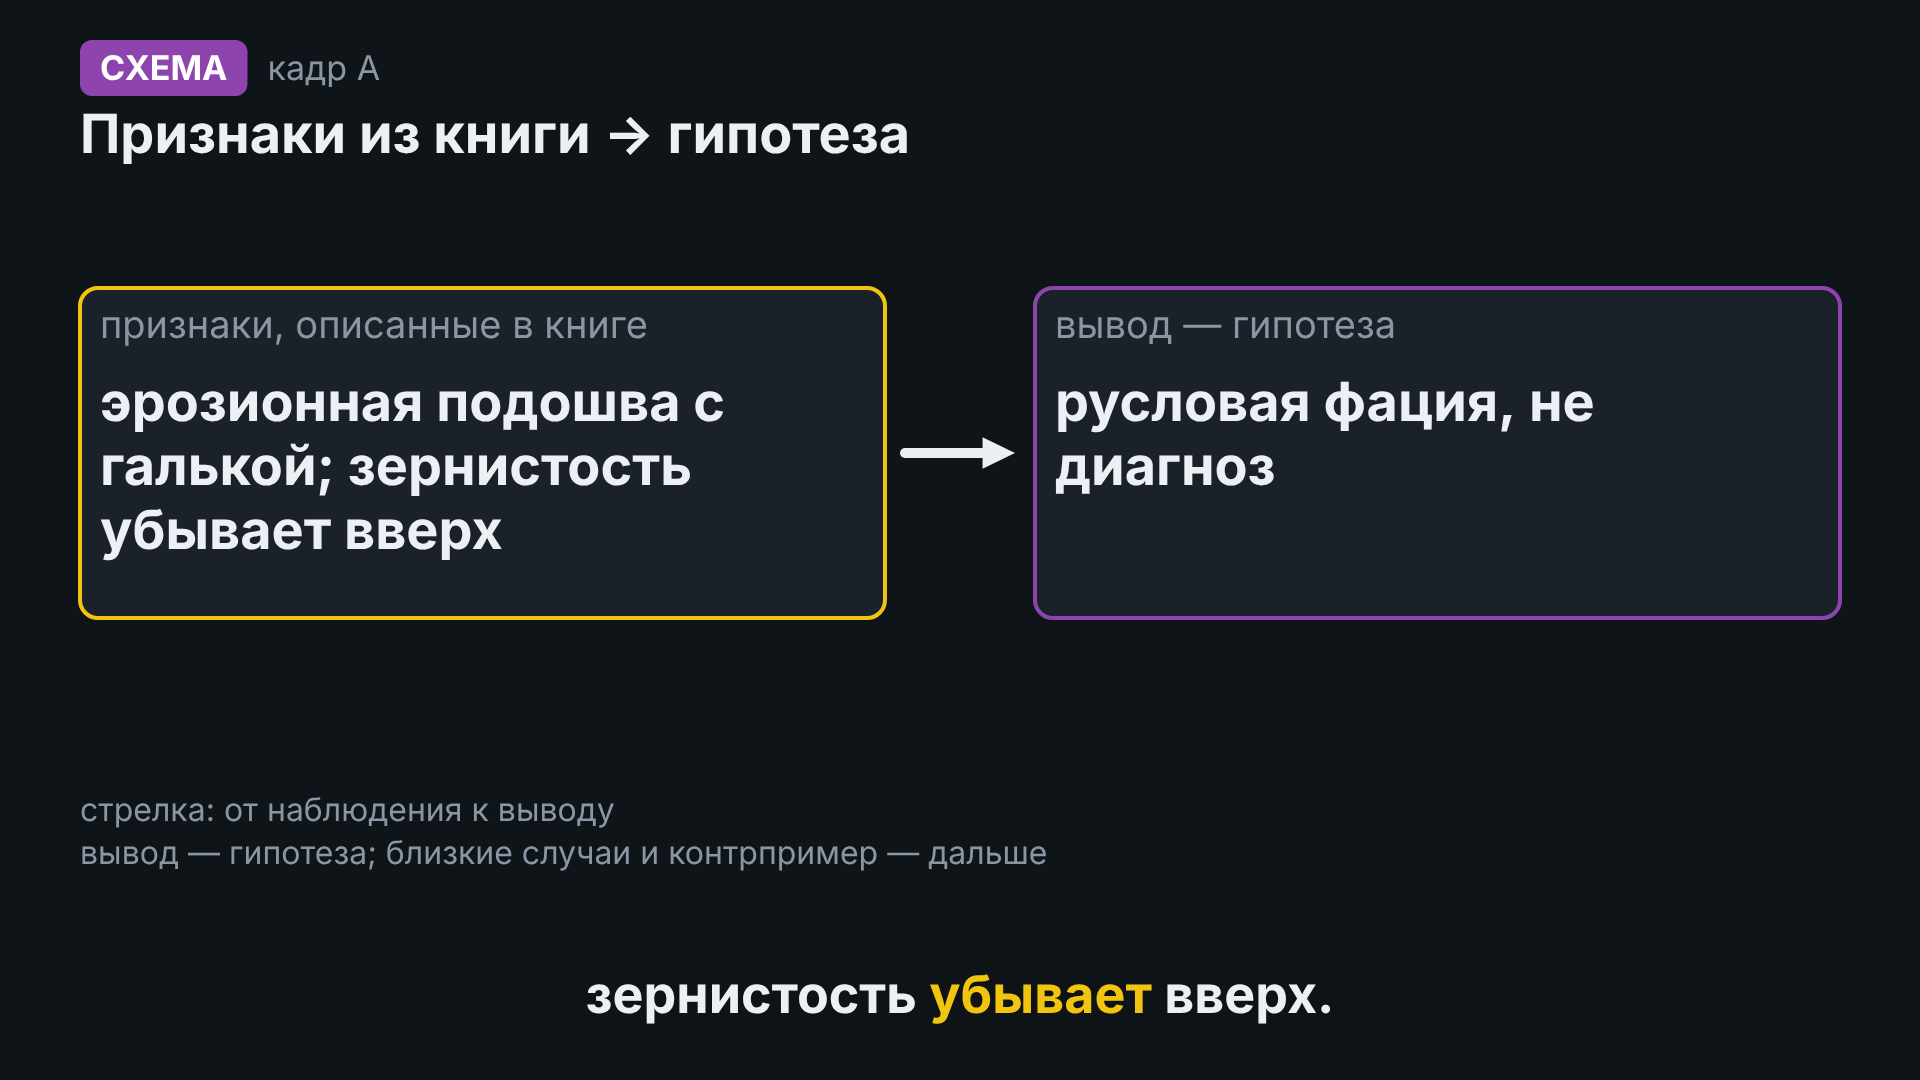 СХЕМА кадр А
Признаки из книги → гипотеза
признаки, описанные в книге
эрозионная подошва с
галькой; зернистость
убывает вверх
вывод — гипотеза
русловая фация, не
диагноз
стрелка: от наблюдения к выводу
вывод — гипотеза; близкие случаи и контрпример — дальше
зернистость убывает вверх.